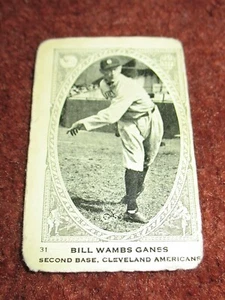 31
BILL WAMBS GANSS
SECOND BASE, CLEVELAND AMERICANS